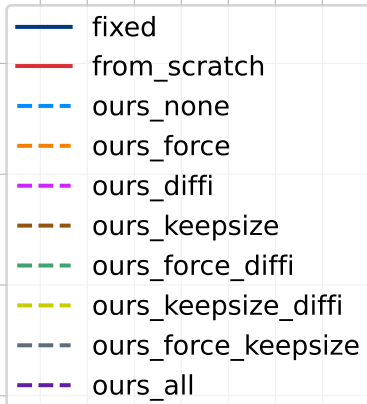 fixed
from_scratch
ours_none
ours_force
ours_diffi
ours_keepsize
ours_force_diffi
ours_keepsize_diffi
ours_force_keepsize
ours_all